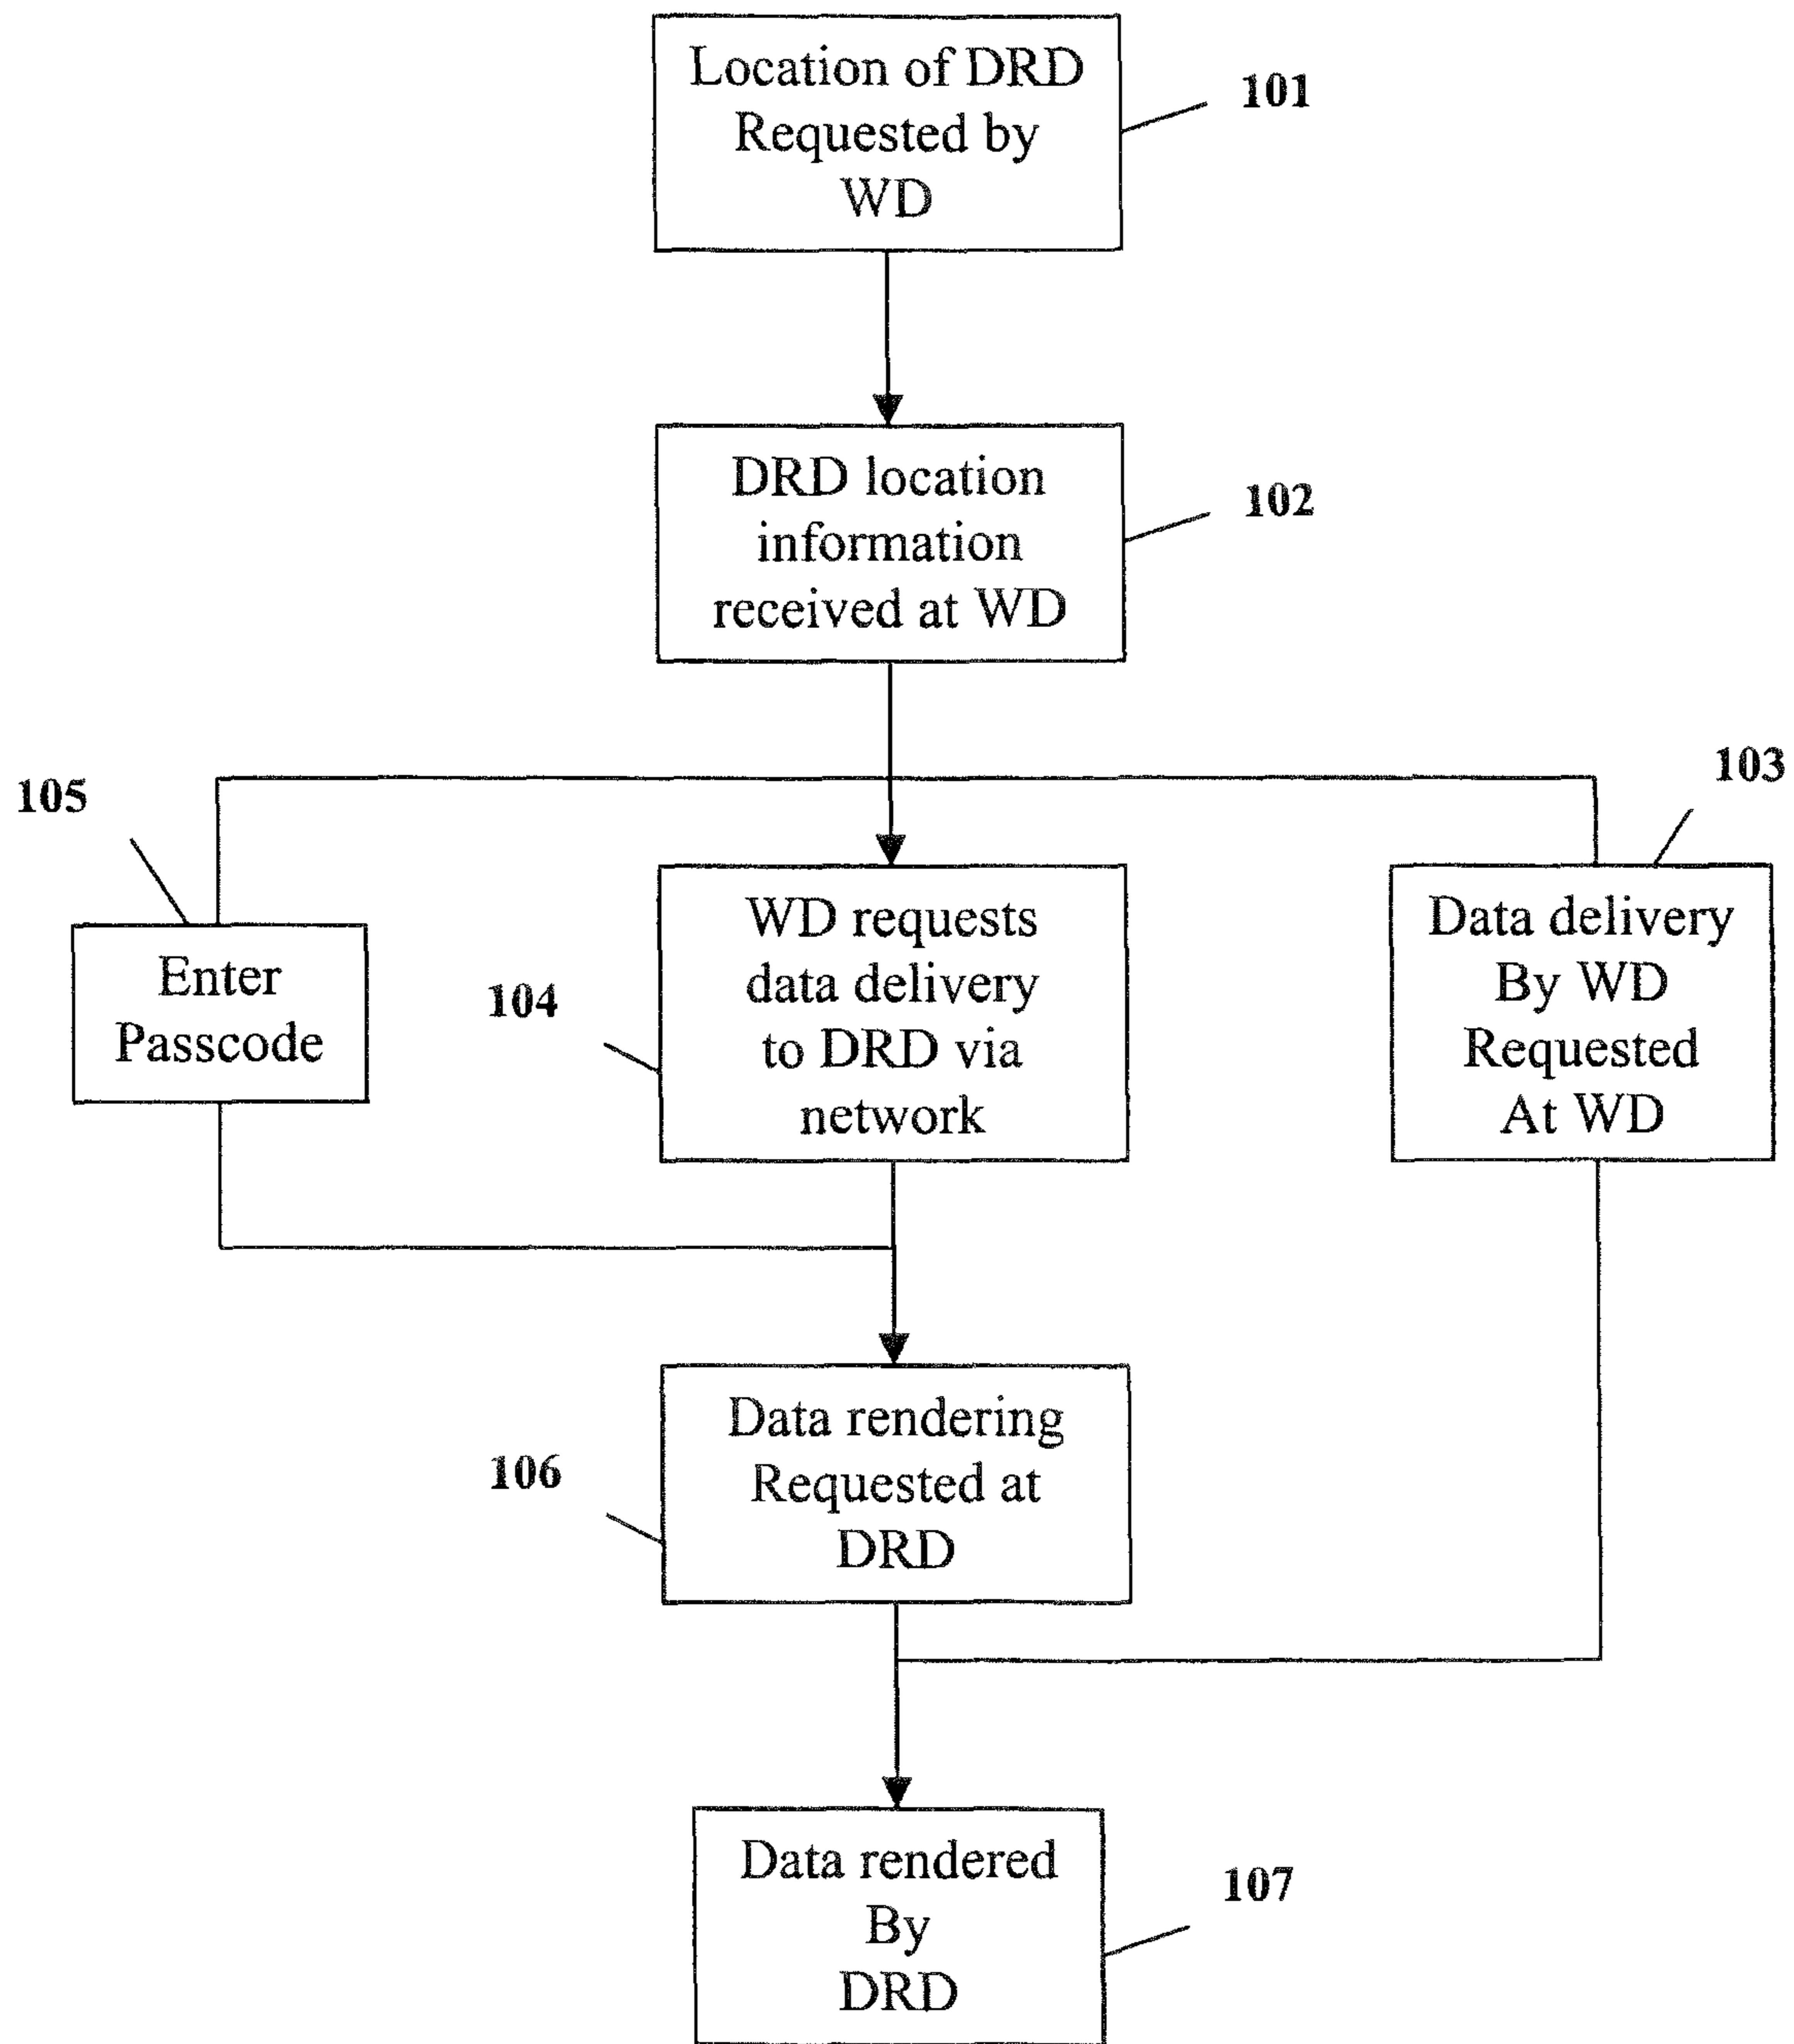 Location of DRD
Requested by
WD
101
DRD location
information
received at WD
102
105
103
Enter
Passcode
104
WD requests
data delivery
to DRD via
network
Data delivery
By WD
Requested
At WD
106
Data rendering
Requested at
DRD
Data rendered
By
DRD
107